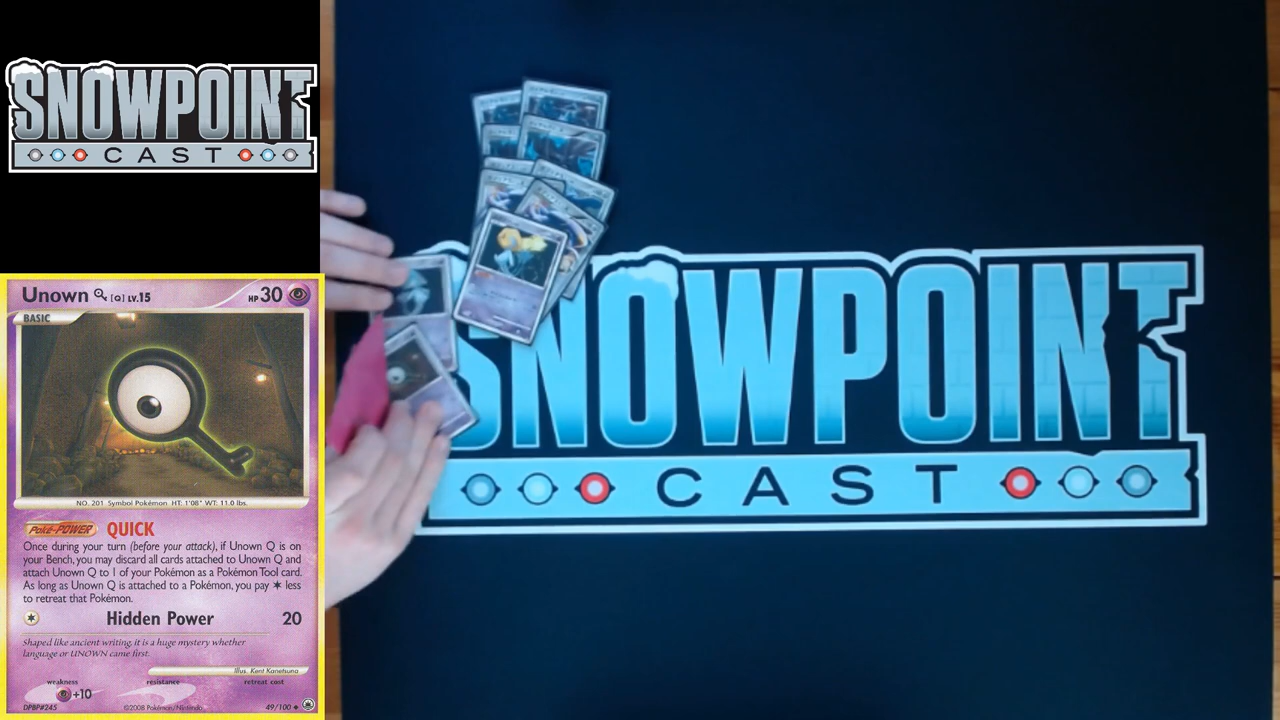 SNOWPOINT
CAST
Unown [Q] LV.15
HP 30
BASIC
NO. 201 Symbol Pokémon HT: 1'08" WT: 11.0 lbs.
Poké-POWER QUICK
Once during your turn (before your attack), if Unown Q is on
your Bench, you may discard all cards attached to Unown Q and
attach Unown Q to 1 of your Pokémon as a Pokémon Tool card.
As long as Unown Q is attached to a Pokémon, you pay less
to retreat that Pokémon.
Hidden Power 20
Shaped like ancient writing, it is a huge mystery whether
language or UNOWN came first.
Illus. Kent Kanetsuna
weakness resistance retreat cost
+10
DPBP#245 ©2008 Pokémon/Nintendo 49/100
SNOWPOINT
CAST